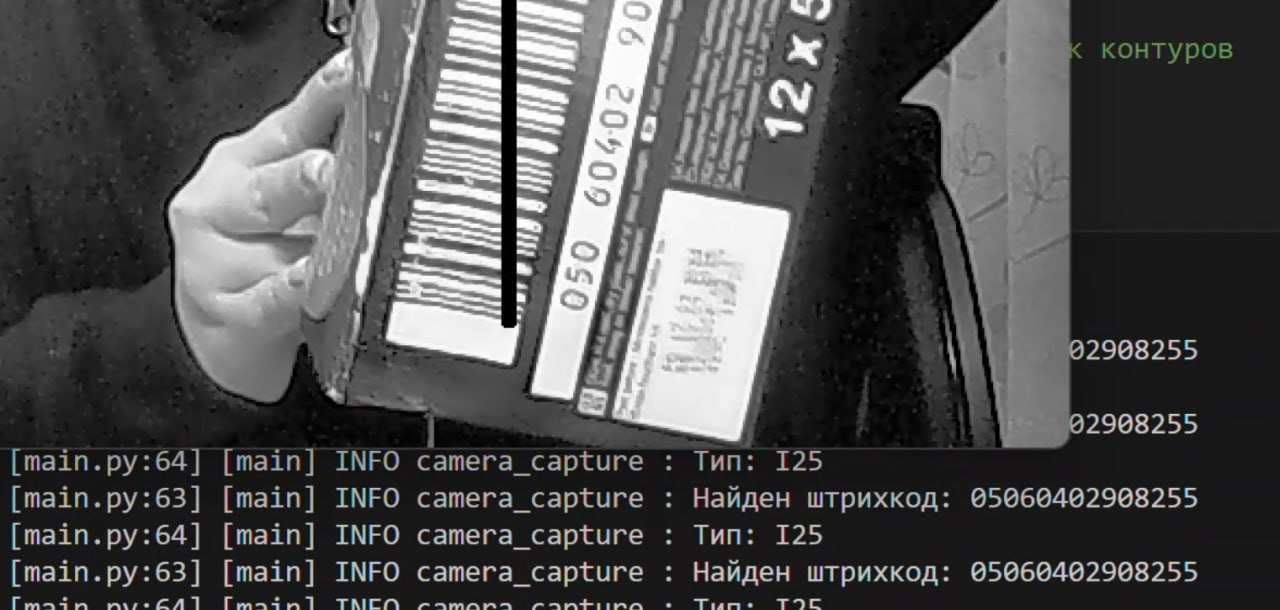 к контуров
12 x 5
050 60402 90
02908255
02908255
[main.py:64] [main] INFO camera_capture : Тип: I25
[main.py:63] [main] INFO camera_capture : Найден штрихкод: 05060402908255
[main.py:64] [main] INFO camera_capture : Тип: I25
[main.py:63] [main] INFO camera_capture : Найден штрихкод: 05060402908255
[main.py:64] [main] INFO camera_capture : Тип: I25